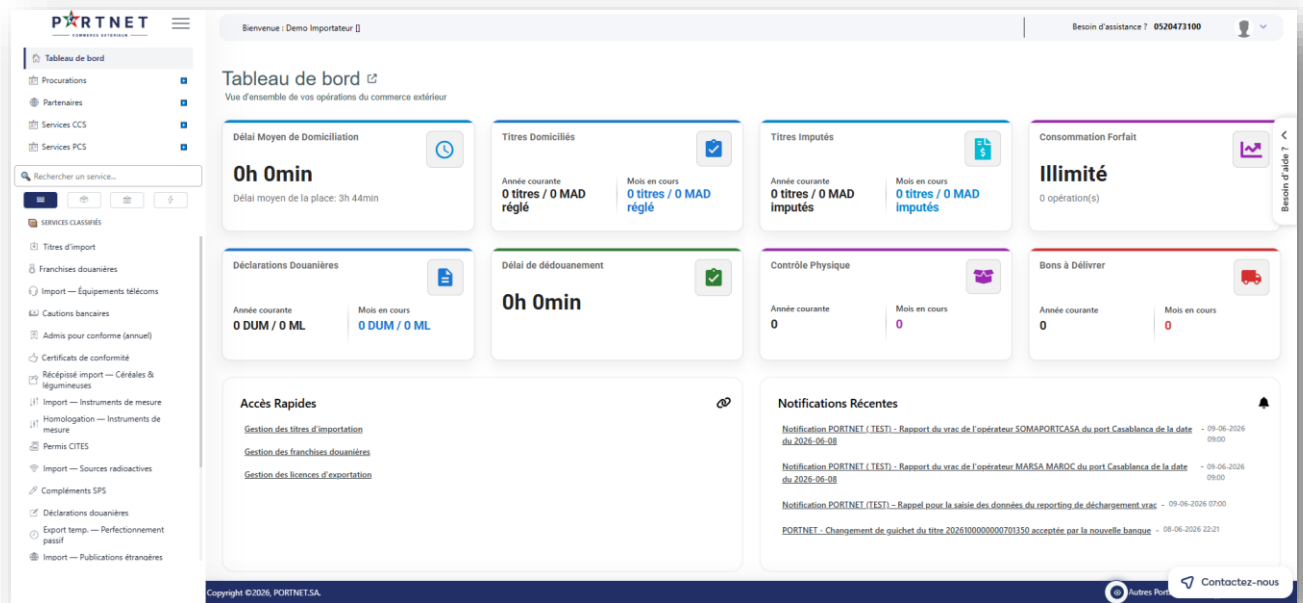 PORTNET
COMMERCE EXTERIEUR
Bienvenue : Demo Importateur []
Besoin d'assistance ? 0520473100
Tableau de bord
Procurations
Partenaires
Services CCS
Services PCS
Rechercher un service...
SERVICES CLASSIFIÉS
Titres d'import
Franchises douanières
Import — Équipements télécoms
Cautions bancaires
Admis pour conforme (annuel)
Certificats de conformité
Récépissé import — Céréales &
légumineuses
Import — Instruments de mesure
Homologation — Instruments de
mesure
Permis CITES
Import — Sources radioactives
Compléments SPS
Déclarations douanières
Export temp. — Perfectionnement
passif
Import — Publications étrangères
Tableau de bord
Vue d'ensemble de vos opérations du commerce extérieur
Délai Moyen de Domiciliation
0h 0min
Délai moyen de la place: 3h 44min
Titres Domiciliés
Année courante
0 titres / 0 MAD
réglé
Mois en cours
0 titres / 0 MAD
réglé
Titres Imputés
Année courante
0 titres / 0 MAD
imputés
Mois en cours
0 titres / 0 MAD
imputés
Consommation Forfait
Illimité
0 opération(s)
Besoin d'aide ?
Déclarations Douanières
Année courante
0 DUM / 0 ML
Mois en cours
0 DUM / 0 ML
Délai de dédouanement
0h 0min
Contrôle Physique
Année courante
0
Mois en cours
0
Bons à Délivrer
Année courante
0
Mois en cours
0
Accès Rapides
Gestion des titres d'importation
Gestion des franchises douanières
Gestion des licences d'exportation
Notifications Récentes
Notification PORTNET ( TEST) - Rapport du vrac de l'opérateur SOMAPORTCASA du port Casablanca de la date
du 2026-06-08
- 09-06-2026
09:00
Notification PORTNET ( TEST) - Rapport du vrac de l'opérateur MARSA MAROC du port Casablanca de la date
du 2026-06-08
- 09-06-2026
09:00
Notification PORTNET (TEST) – Rappel pour la saisie des données du reporting de déchargement vrac - 09-06-2026 07:00
PORTNET - Changement de guichet du titre 2026100000000701350 acceptée par la nouvelle banque - 08-06-2026 22:21
Copyright ©2026, PORTNET.SA.
Autres Port
Contactez-nous